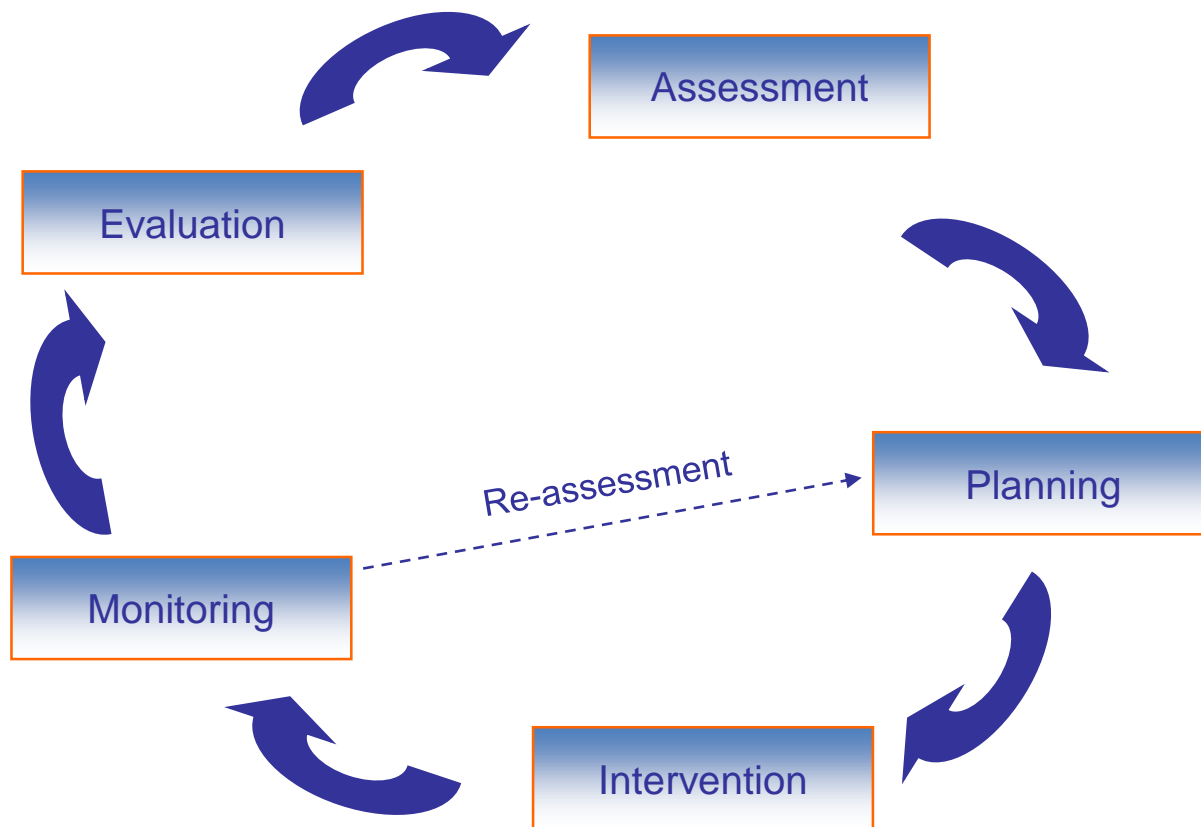 Assessment
Evaluation
Re-assessment
Planning
Monitoring
Intervention